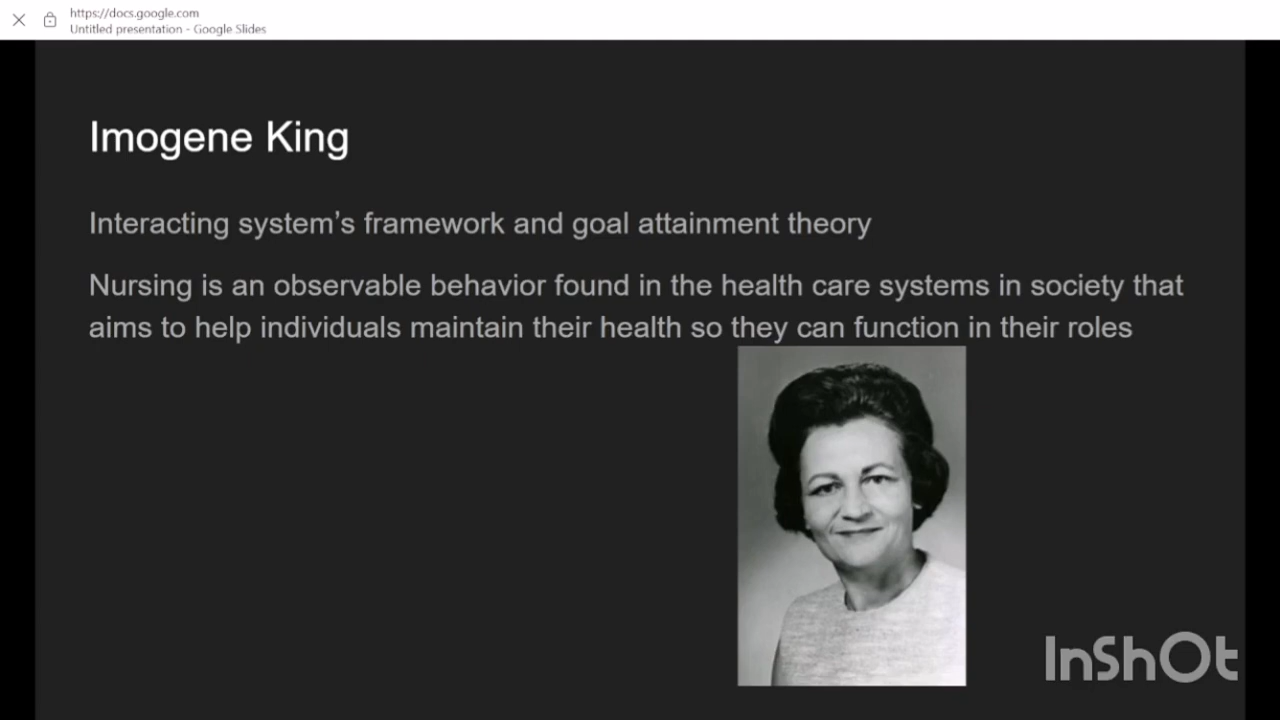 https://docs.google.com
Untitled presentation - Google Slides
Imogene King
Interacting system’s framework and goal attainment theory
Nursing is an observable behavior found in the health care systems in society that
aims to help individuals maintain their health so they can function in their roles
InShOt